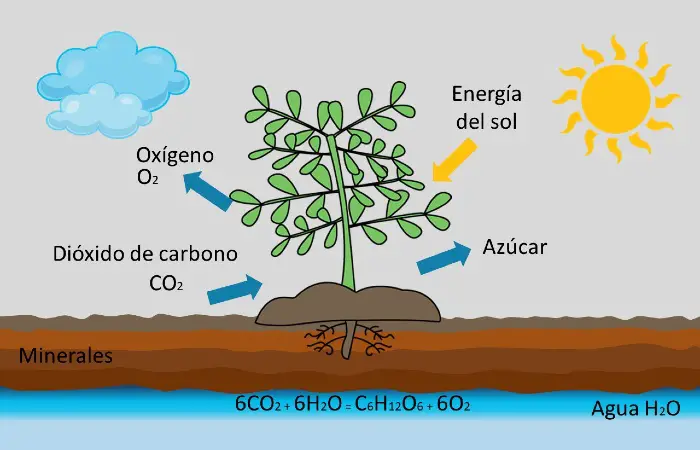 Energía
del sol
Oxígeno
O₂
Dióxido de carbono
CO₂
Azúcar
Minerales
6CO₂ + 6H₂O = C₆H₁₂O₆ + 6O₂
Agua H₂O